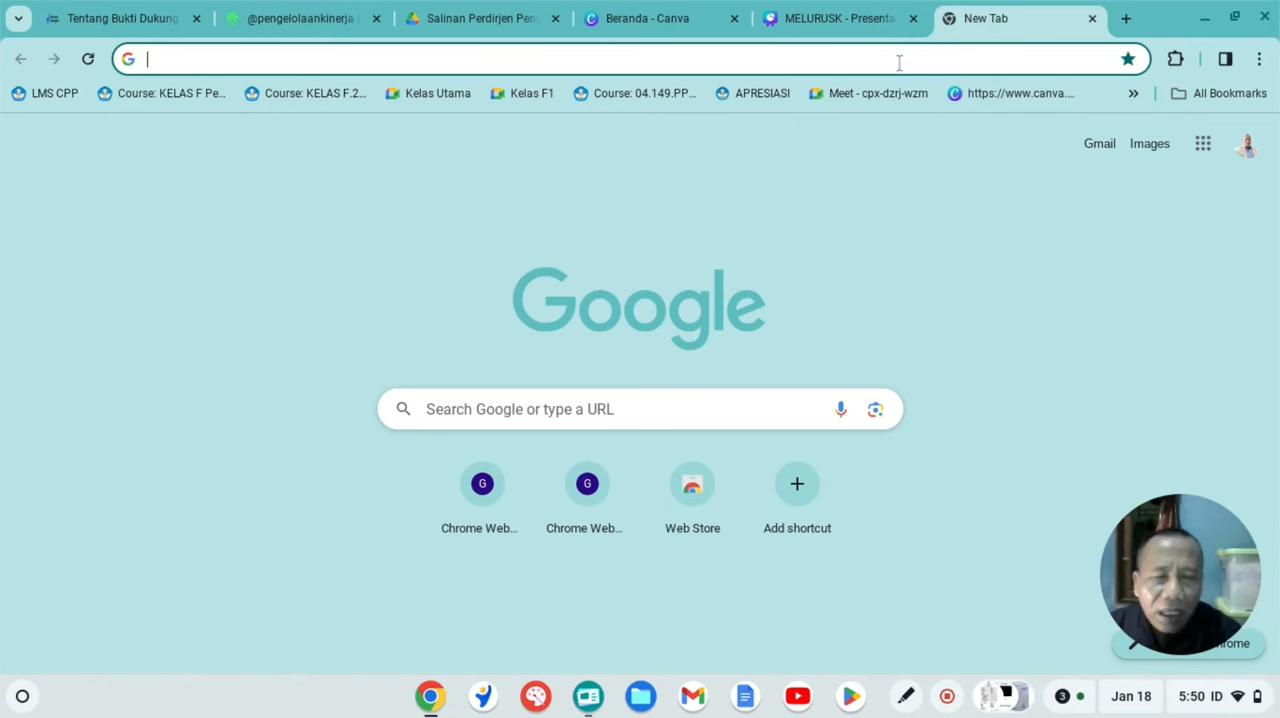 Tentang Bukti Dukung
@pengelolaankinerja
Salinan Perdirjen Pen
Beranda - Canva
MELURUSK - Presenta
New Tab
LMS CPP
Course: KELAS F Pe...
Course: KELAS F.2...
Kelas Utama
Kelas F1
Course: 04.149.PP...
APRESIASI
Meet - cpx-dzrj-wzm
https://www.canva....
All Bookmarks
Gmail
Images
Google
Search Google or type a URL
G
G
Chrome Web...
Chrome Web...
Web Store
Add shortcut
hrome
3
Jan 18
5:50 ID